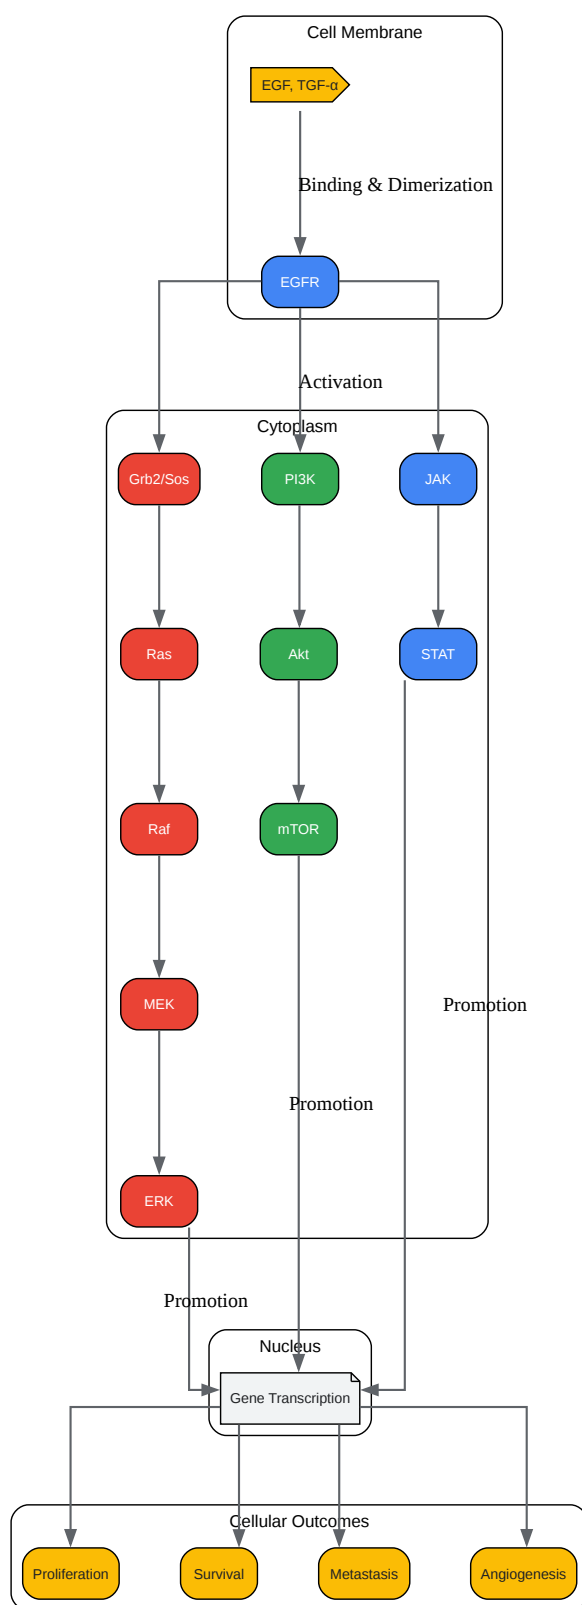 Cell Membrane
EGF, TGF-α
Binding & Dimerization
EGFR
Activation
Cytoplasm
Grb2/Sos
PI3K
JAK
Ras
Akt
STAT
Raf
mTOR
MEK
Promotion
Promotion
ERK
Promotion
Nucleus
Gene Transcription
Cellular Outcomes
Proliferation
Survival
Metastasis
Angiogenesis